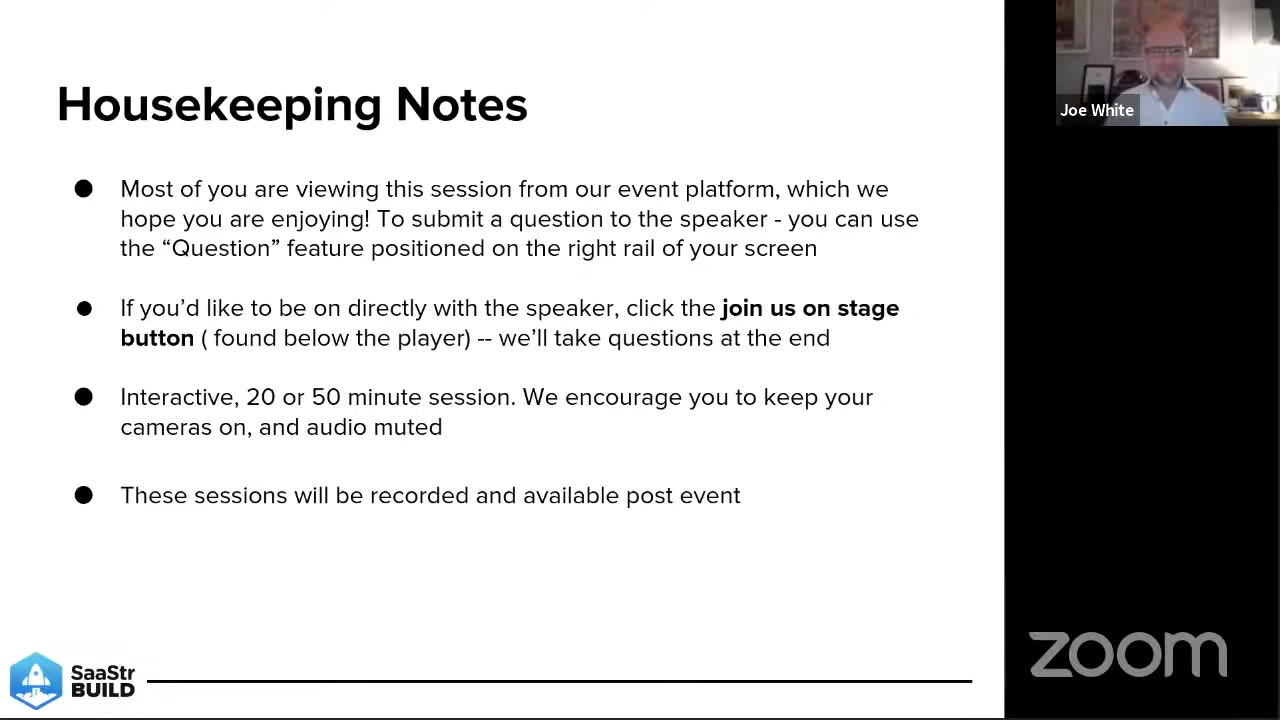 Housekeeping Notes
● Most of you are viewing this session from our event platform, which we
hope you are enjoying! To submit a question to the speaker - you can use
the “Question” feature positioned on the right rail of your screen
● If you’d like to be on directly with the speaker, click the join us on stage
button ( found below the player) -- we’ll take questions at the end
● Interactive, 20 or 50 minute session. We encourage you to keep your
cameras on, and audio muted
● These sessions will be recorded and available post event
SaaStr
BUILD
Joe White
zoom